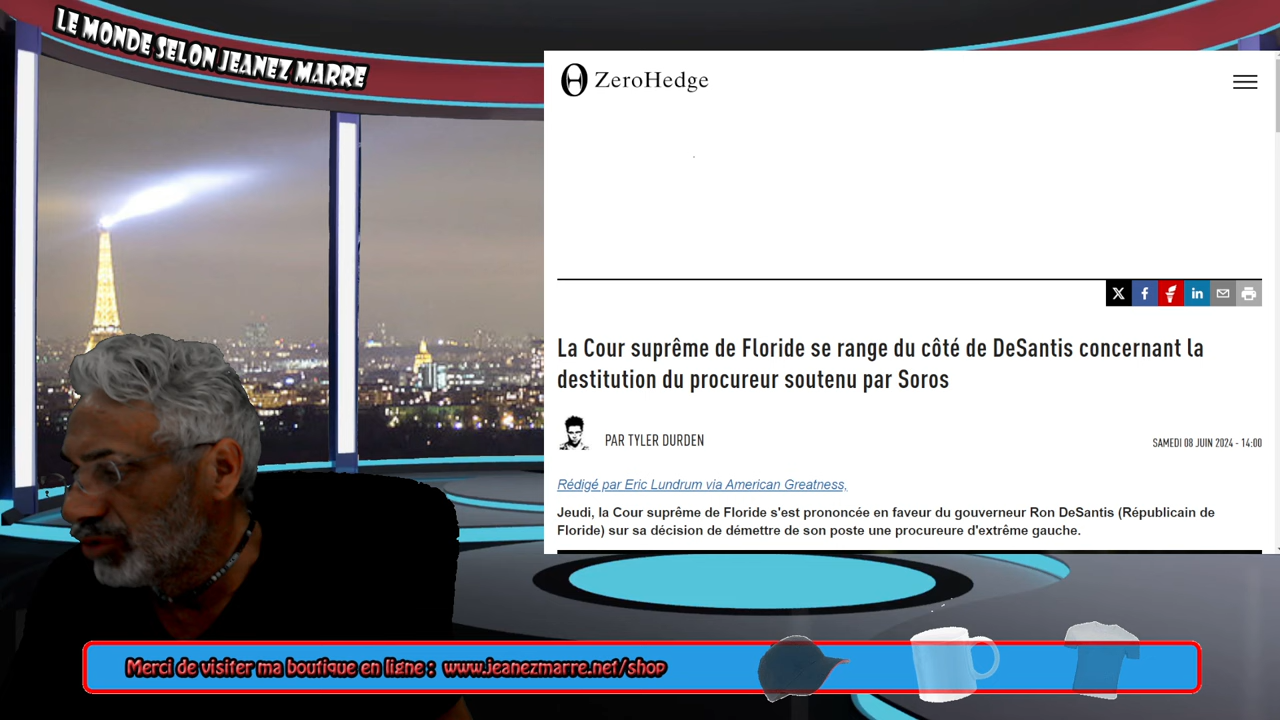 LE MONDE SELON JEANEZ MARRE
ZeroHedge
La Cour suprême de Floride se range du côté de DeSantis concernant la
destitution du procureur soutenu par Soros
PAR TYLER DURDEN
SAMEDI 08 JUIN 2024 - 14:00
Rédigé par Eric Lundrum via American Greatness,
Jeudi, la Cour suprême de Floride s'est prononcée en faveur du gouverneur Ron DeSantis (Républicain de
Floride) sur sa décision de démettre de son poste une procureure d'extrême gauche.
Merci de visiter ma boutique en ligne : www.jeanezmarre.net/shop